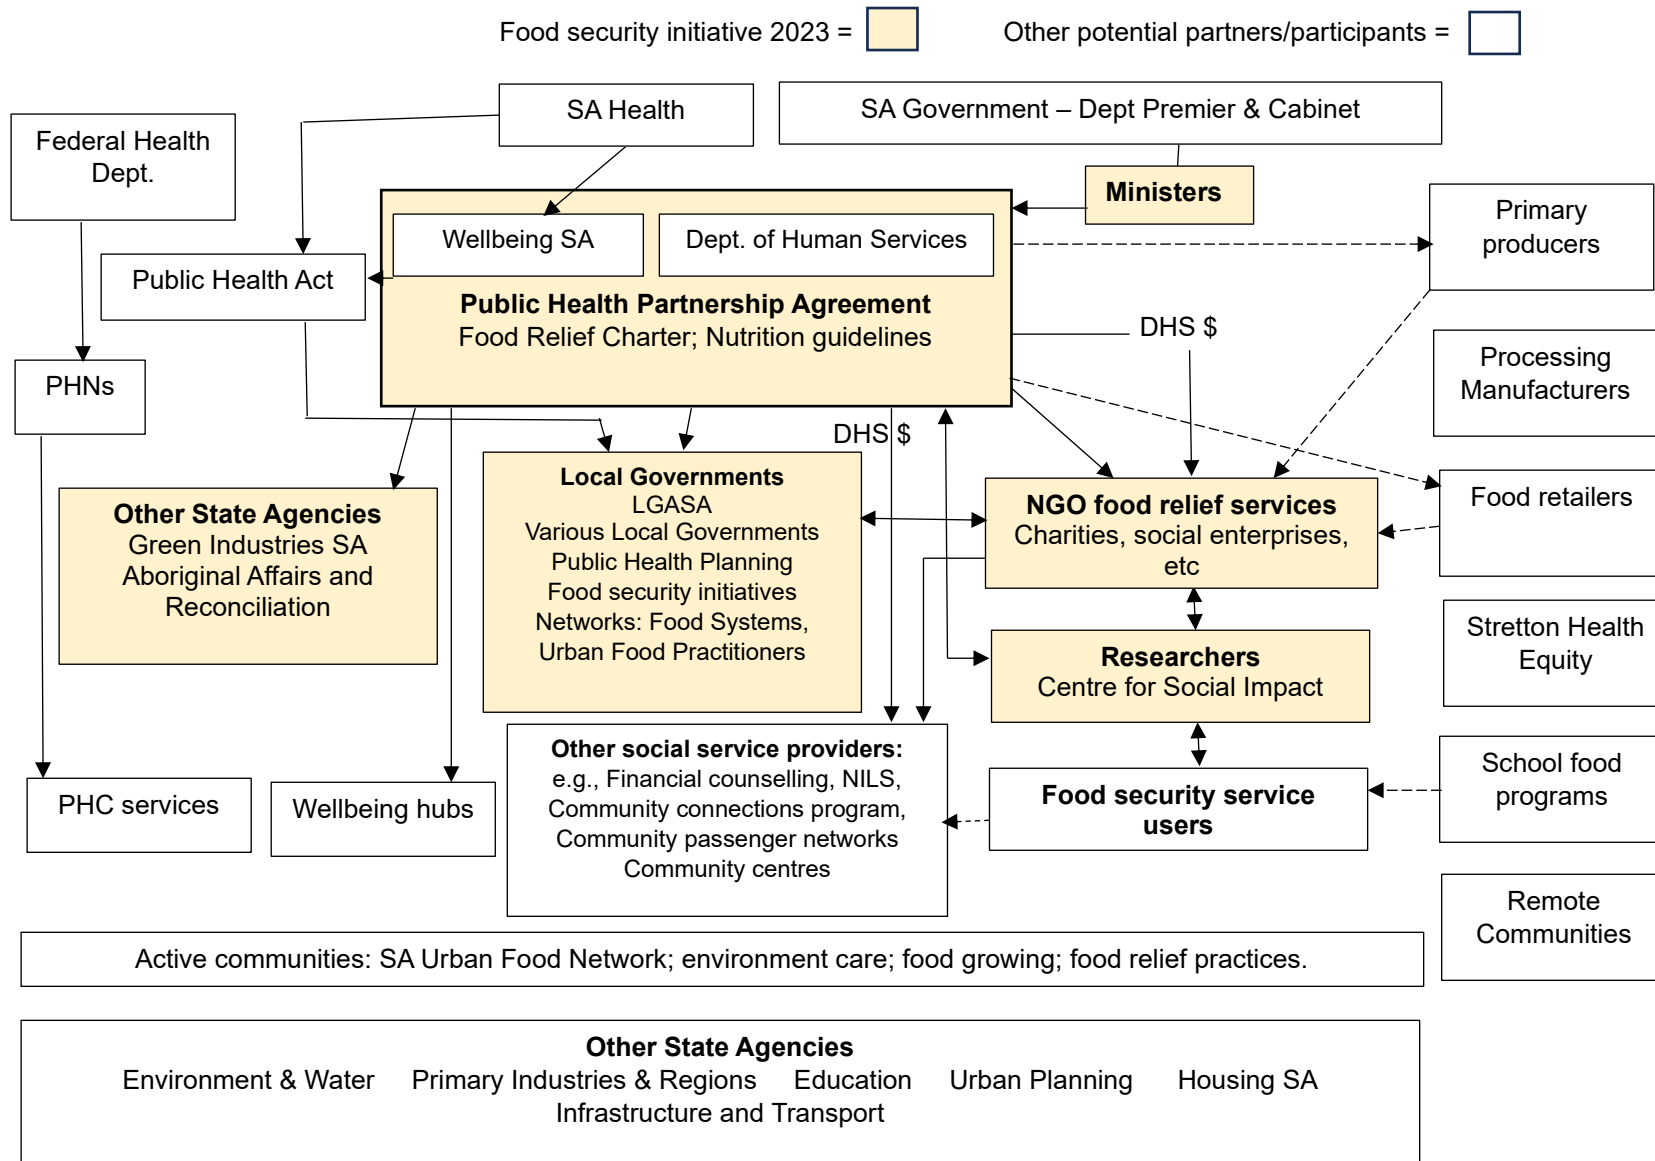 Food security initiative 2023 =
Other potential partners/participants =
SA Health
SA Government – Dept Premier & Cabinet
Federal Health
Dept.
Ministers
Primary
producers
Wellbeing SA
Dept. of Human Services
Public Health Act
Public Health Partnership Agreement
Food Relief Charter; Nutrition guidelines
DHS $
Processing
Manufacturers
PHNs
DHS $
Local Governments
LGASA
Various Local Governments
Public Health Planning
Food security initiatives
Networks: Food Systems,
Urban Food Practitioners
NGO food relief services
Charities, social enterprises,
etc
Food retailers
Other State Agencies
Green Industries SA
Aboriginal Affairs and
Reconciliation
Stretton Health
Equity
Researchers
Centre for Social Impact
Other social service providers:
e.g., Financial counselling, NILS,
Community connections program,
Community passenger networks
Community centres
School food
programs
PHC services
Wellbeing hubs
Food security service
users
Remote
Communities
Active communities: SA Urban Food Network; environment care; food growing; food relief practices.
Other State Agencies
Environment & Water Primary Industries & Regions Education Urban Planning Housing SA
Infrastructure and Transport